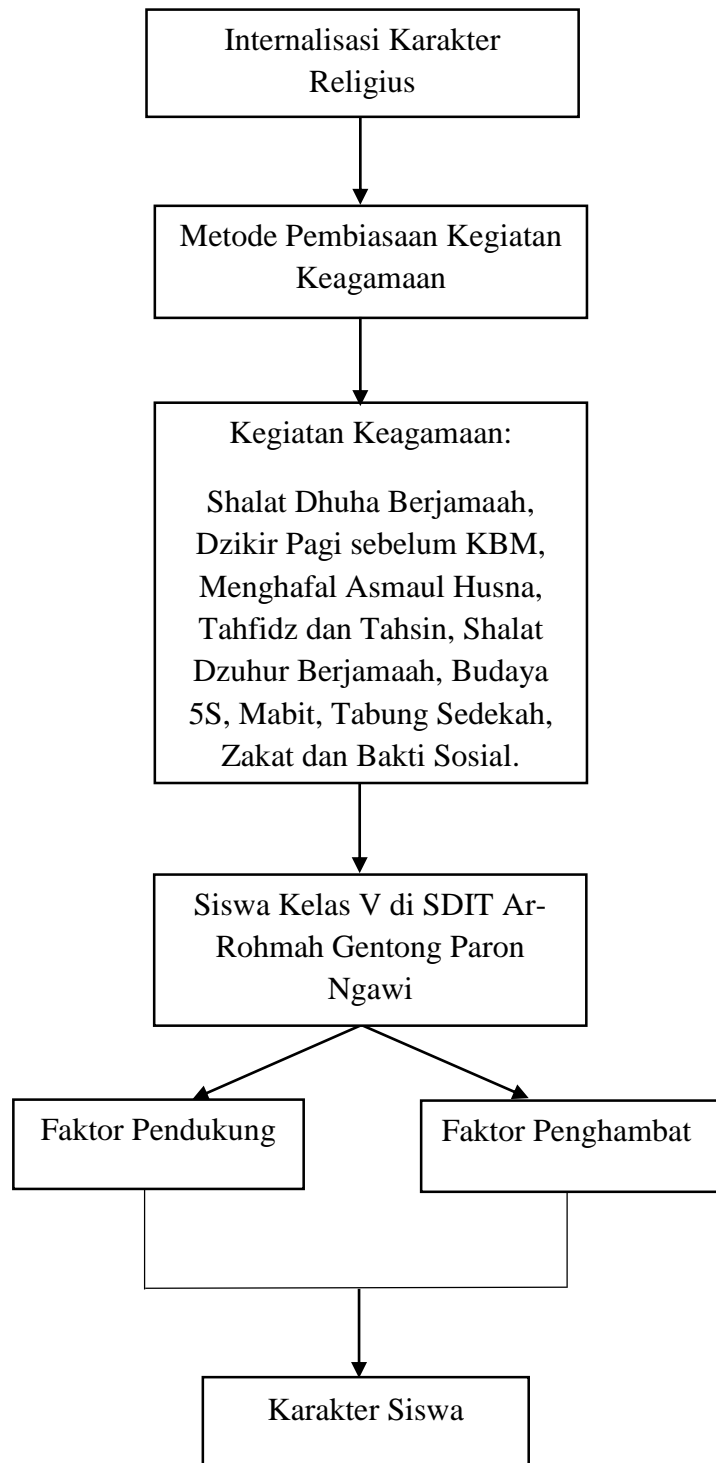 Internalisasi Karakter
Religius
Metode Pembiasaan Kegiatan
Keagamaan
Kegiatan Keagamaan:
Shalat Dhuha Berjamaah,
Dzikir Pagi sebelum KBM,
Menghafal Asmaul Husna,
Tahfidz dan Tahsin, Shalat
Dzuhur Berjamaah, Budaya
5S, Mabit, Tabung Sedekah,
Zakat dan Bakti Sosial.
Siswa Kelas V di SDIT Ar-
Rohmah Gentong Paron
Ngawi
Faktor Pendukung
Faktor Penghambat
Karakter Siswa